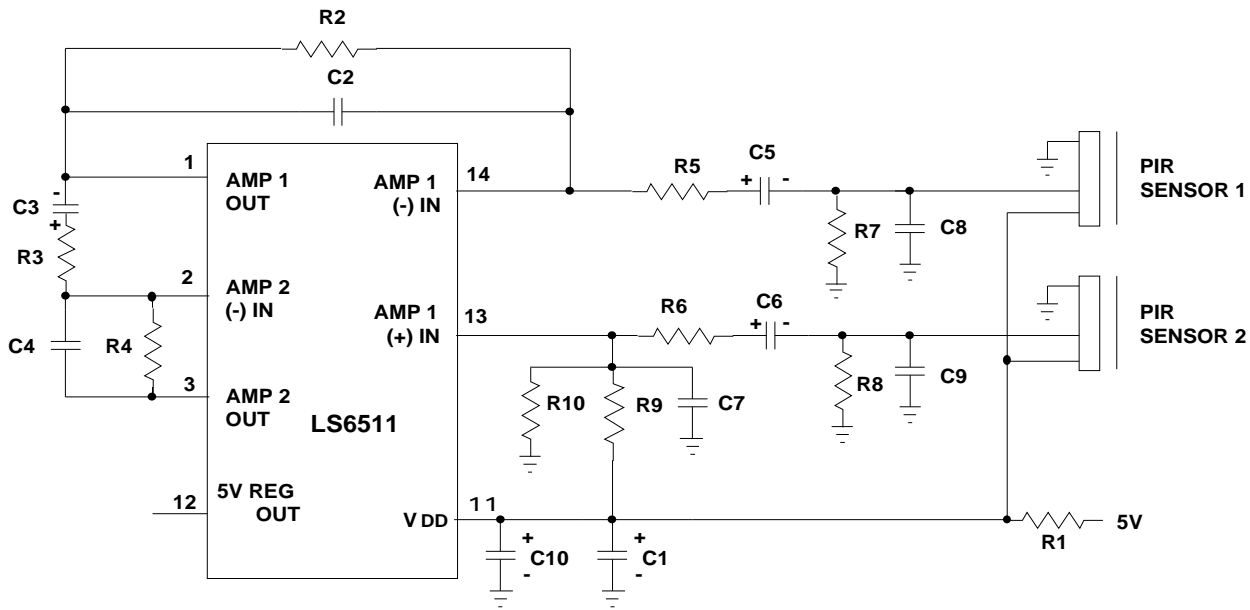 R2
C2
1
AMP 1
OUT
AMP 1
(-) IN
14
R5
C5
+ -
R7
C8
PIR
SENSOR 1
-
C3
+
R3
2
AMP 2
(-) IN
AMP 1
(+) IN
13
R6
C6
+ -
R8
C9
PIR
SENSOR 2
C4
R4
3
AMP 2
OUT
LS6511
R10
R9
C7
12
5V REG
OUT
V DD
11
+
C10
-
+
C1
-
R1
5V